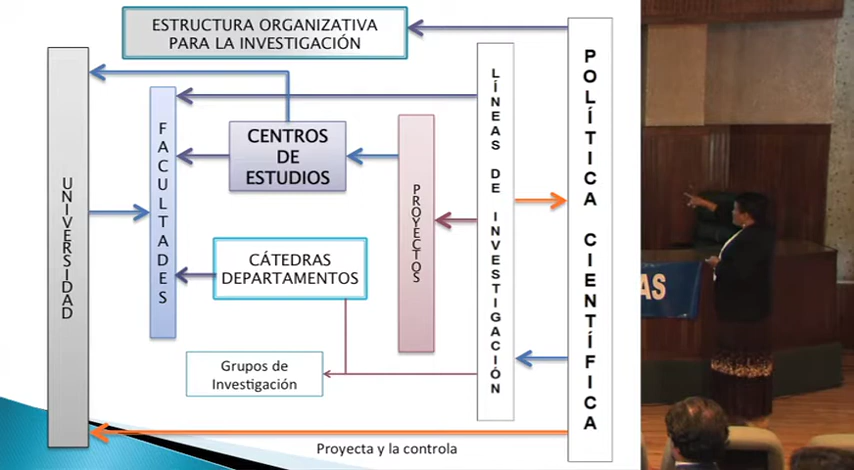 ESTRUCTURA ORGANIZATIVA
PARA LA INVESTIGACIÓN
UNIVERSIDAD
FACULTADES
CENTROS
DE
ESTUDIOS
CÁTEDRAS
DEPARTAMENTOS
Grupos de
Investigación
PROYECTOS
LÍNEAS DE INVESTIGACIÓN
POLÍTICA CIENTÍFICA
Proyecta y la controla
AS